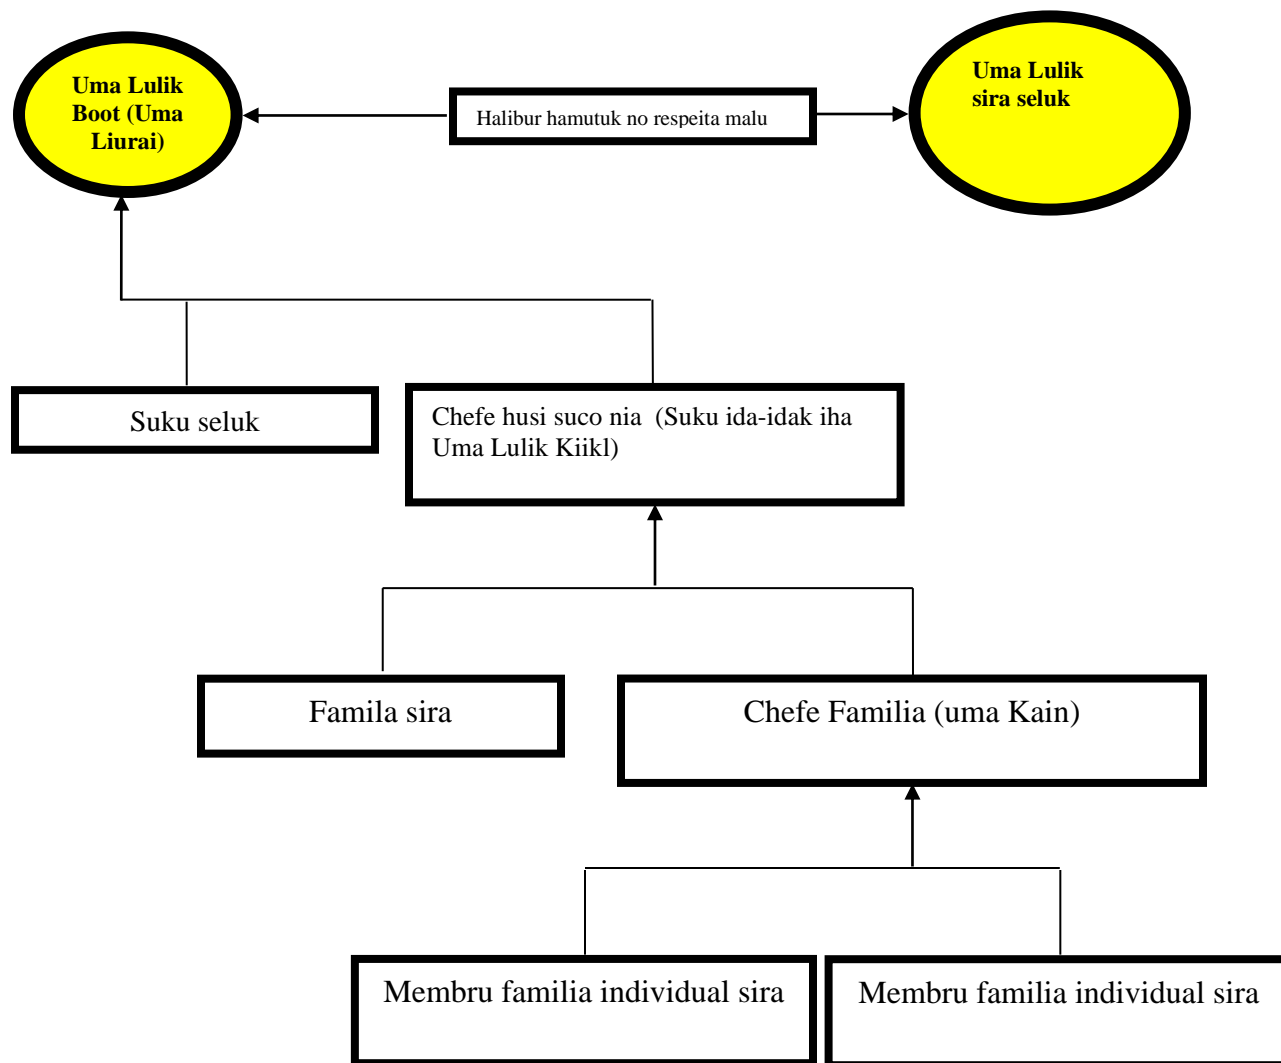 Uma Lulik
Boot (Uma
Liurai)
Halibur hamutuk no respeita malu
Uma Lulik
sira seluk
Suku seluk
Chefe husi suco nia (Suku ida-idak iha
Uma Lulik Kiikl)
Famila sira
Chefe Familia (uma Kain)
Membru familia individual sira
Membru familia individual sira